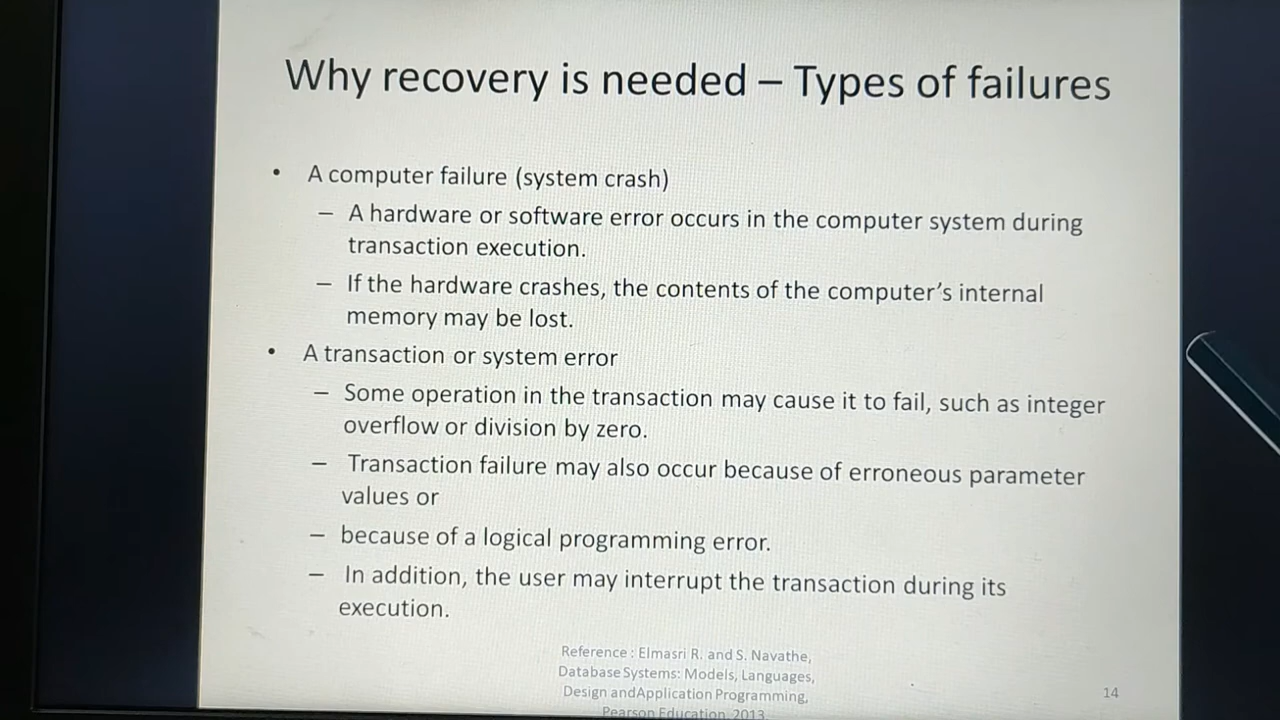 Why recovery is needed – Types of failures
• A computer failure (system crash)
– A hardware or software error occurs in the computer system during
transaction execution.
– If the hardware crashes, the contents of the computer’s internal
memory may be lost.
• A transaction or system error
– Some operation in the transaction may cause it to fail, such as integer
overflow or division by zero.
– Transaction failure may also occur because of erroneous parameter
values or
– because of a logical programming error.
– In addition, the user may interrupt the transaction during its
execution.
Reference : Elmasri R. and S. Navathe,
Database Systems: Models, Languages,
Design and Application Programming,
Pearson Education, 2013.
14